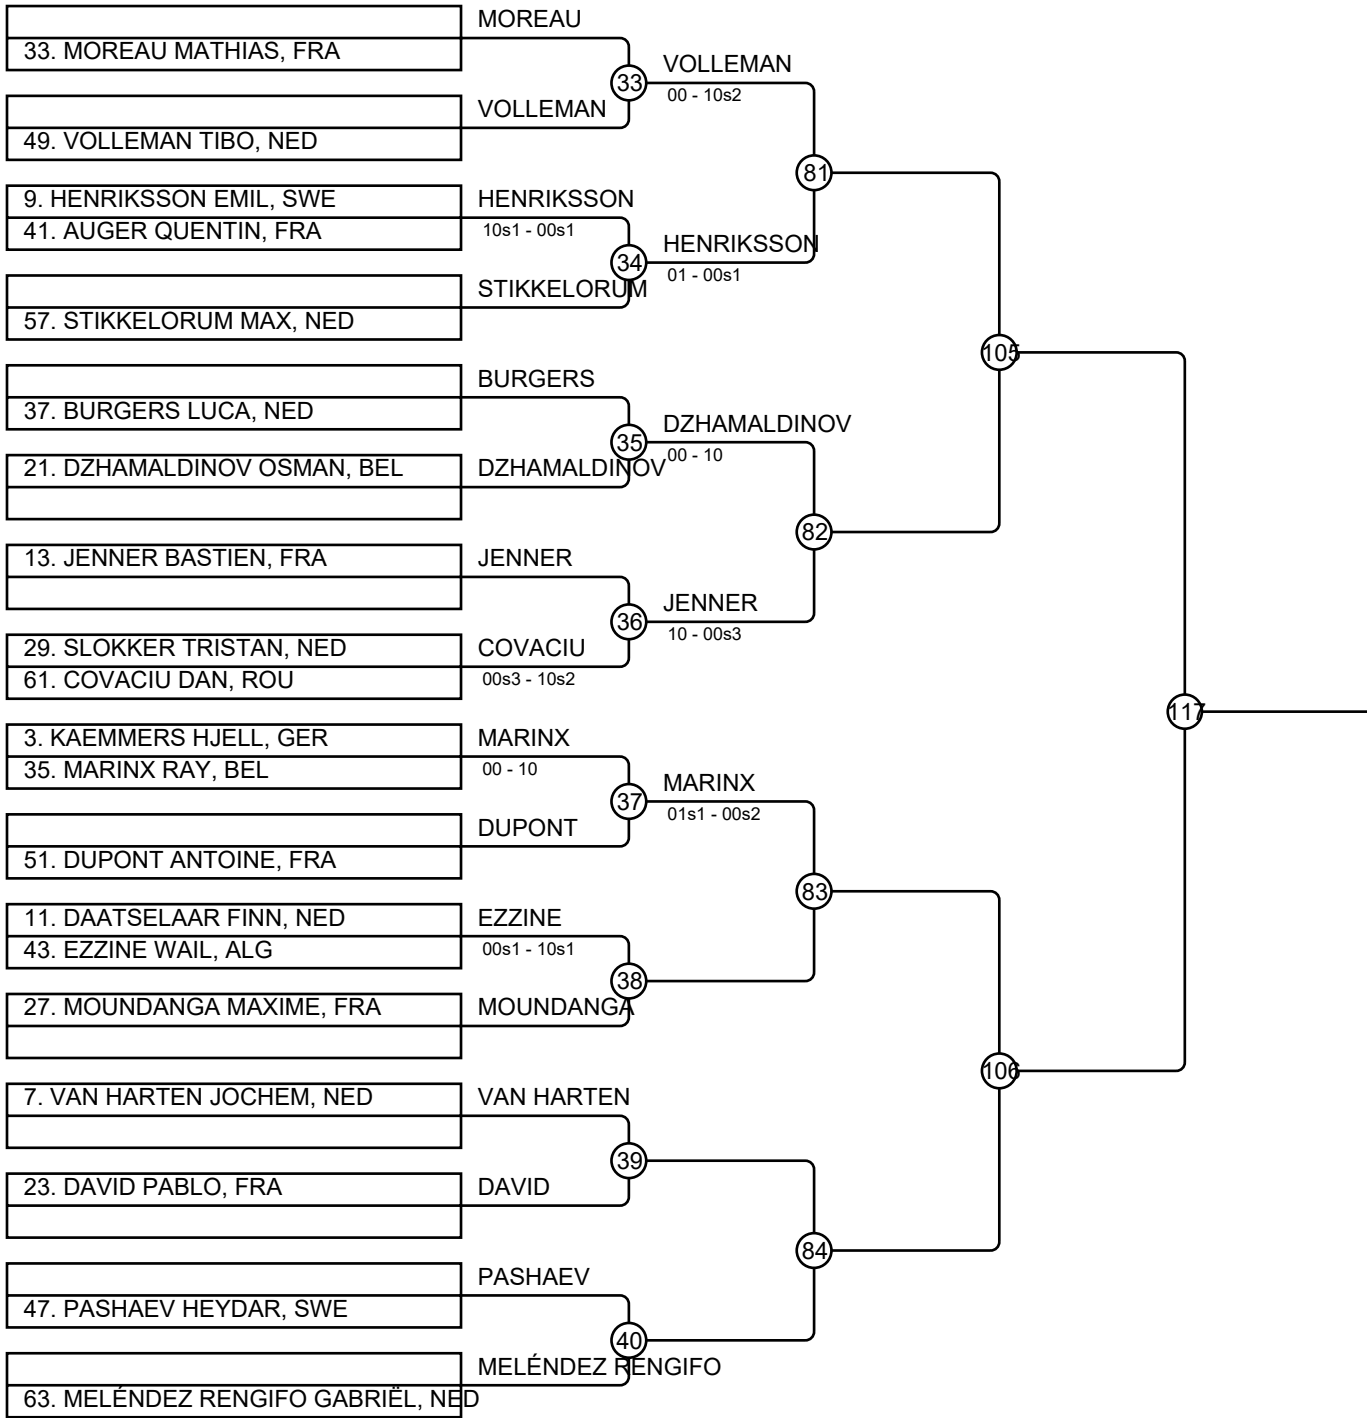 MOREAU
33. MOREAU MATHIAS, FRA
VOLLEMAN
33
00 - 10s2
VOLLEMAN
49. VOLLEMAN TIBO, NED
81
9. HENRIKSSON EMIL, SWE
HENRIKSSON
41. AUGER QUENTIN, FRA
10s1 - 00s1
HENRIKSSON
34
01 - 00s1
STIKKELORUM
57. STIKKELORUM MAX, NED
105
BURGERS
37. BURGERS LUCA, NED
DZHAMALDINOV
35
00 - 10
21. DZHAMALDINOV OSMAN, BEL
DZHAMALDINOV
82
13. JENNER BASTIEN, FRA
JENNER
JENNER
36
10 - 00s3
29. SLOKKER TRISTAN, NED
COVACIU
61. COVACIU DAN, ROU
00s3 - 10s2
117
3. KAEMMERS HJELL, GER
MARINX
35. MARINX RAY, BEL
00 - 10
MARINX
37
01s1 - 00s2
DUPONT
51. DUPONT ANTOINE, FRA
83
11. DAATSELAAR FINN, NED
EZZINE
43. EZZINE WAIL, ALG
00s1 - 10s1
38
27. MOUNDANGA MAXIME, FRA
MOUNDANGA
106
7. VAN HARTEN JOCHEM, NED
VAN HARTEN
39
23. DAVID PABLO, FRA
DAVID
84
PASHAEV
47. PASHAEV HEYDAR, SWE
40
MELÉNDEZ RENGIFO
63. MELÉNDEZ RENGIFO GABRIËL, NED